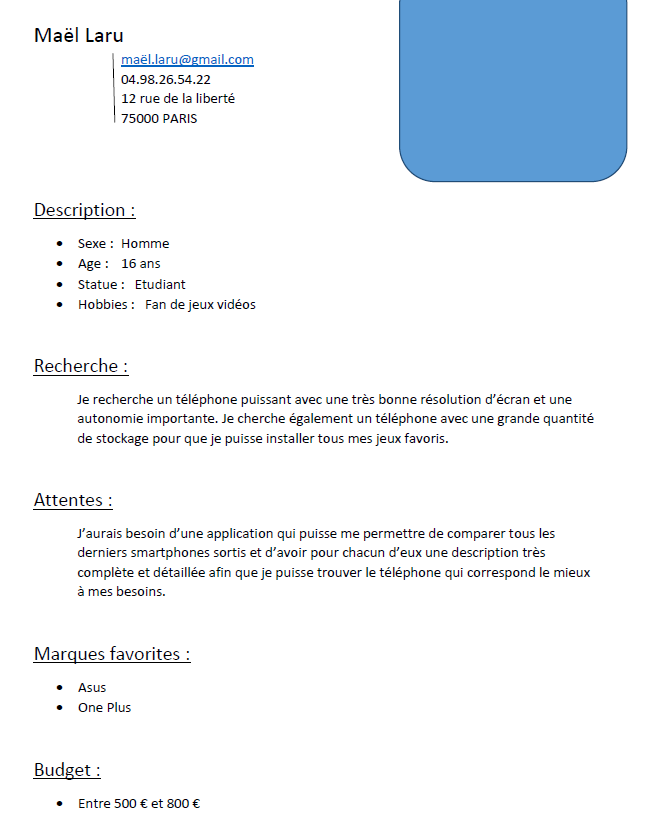 Maël Laru
maël.laru@gmail.com
04.98.26.54.22
12 rue de la liberté
75000 PARIS
Description :
• Sexe : Homme
• Age : 16 ans
• Statue : Etudiant
• Hobbies : Fan de jeux vidéos
Recherche :
Je recherche un téléphone puissant avec une très bonne résolution d’écran et une
autonomie importante. Je cherche également un téléphone avec une grande quantité
de stockage pour que je puisse installer tous mes jeux favoris.
Attentes :
J’aurais besoin d’une application qui puisse me permettre de comparer tous les
derniers smartphones sortis et d’avoir pour chacun d’eux une description très
complète et détaillée afin que je puisse trouver le téléphone qui correspond le mieux
à mes besoins.
Marques favorites :
• Asus
• One Plus
Budget :
• Entre 500 € et 800 €